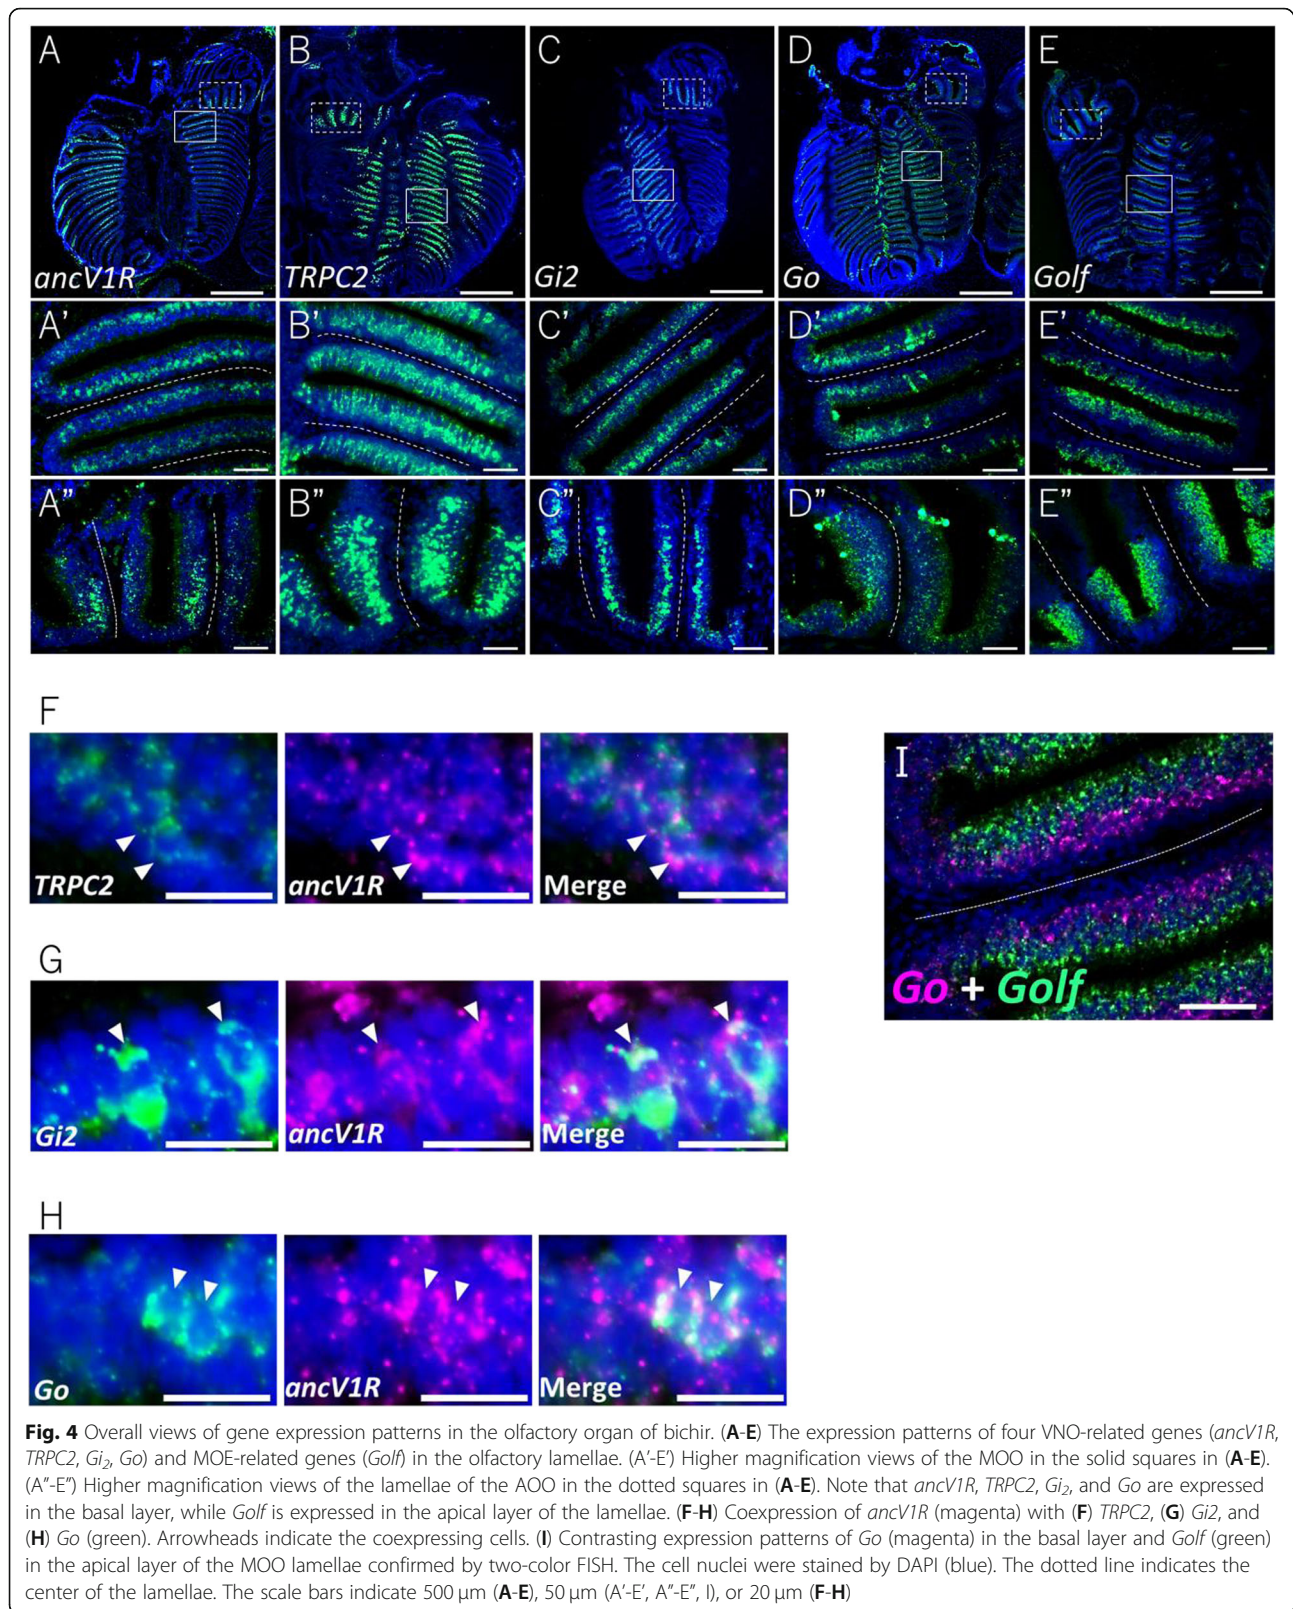 A B C D E
ancV1R TRPC2 Gi2 Go Golf
A’ B’ C’ D’ E’
A” B” C” D” E”
F
TRPC2 ancV1R Merge
I
Go + Golf
G
Gi2 ancV1R Merge
H
Go ancV1R Merge
Fig. 4 Overall views of gene expression patterns in the olfactory organ of bichir. (A-E) The expression patterns of four VNO-related genes (ancV1R,
TRPC2, Gi2, Go) and MOE-related genes (Golf) in the olfactory lamellae. (A′-E′) Higher magnification views of the MOO in the solid squares in (A-E).
(A″-E″) Higher magnification views of the lamellae of the AOO in the dotted squares in (A-E). Note that ancV1R, TRPC2, Gi2, and Go are expressed
in the basal layer, while Golf is expressed in the apical layer of the lamellae. (F-H) Coexpression of ancV1R (magenta) with (F) TRPC2, (G) Gi2, and
(H) Go (green). Arrowheads indicate the coexpressing cells. (I) Contrasting expression patterns of Go (magenta) in the basal layer and Golf (green)
in the apical layer of the MOO lamellae confirmed by two-color FISH. The cell nuclei were stained by DAPI (blue). The dotted line indicates the
center of the lamellae. The scale bars indicate 500 μm (A-E), 50 μm (A′-E′, A″-E″, I), or 20 μm (F-H)